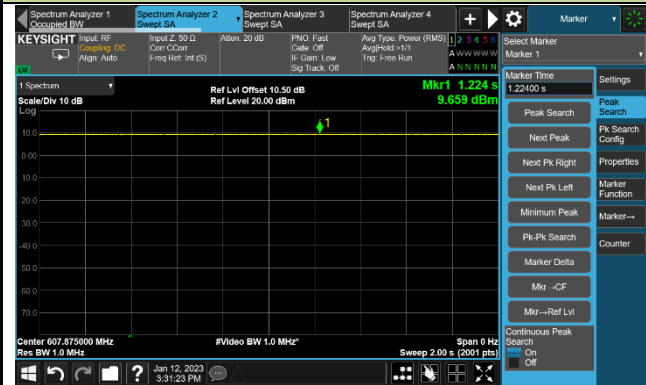 Spectrum Analyzer 1
Occupied BW
Spectrum Analyzer 2
Swept SA
Spectrum Analyzer 3
Swept SA
Spectrum Analyzer 4
Swept SA
Marker
KEYSIGHT
Input: RF
Coupling: DC
Align: Auto
Input Z: 50 Ω
Corr CCorr
Freq Ref: Int (S)
Atten: 20 dB
PNO: Fast
Gate: Off
IF Gain: Low
Sig Track: Off
Avg Type: Power (RMS)
Avg|Hold:>1/1
Trig: Free Run
1 2 3 4 5 6
A W W W W W
A N N N N N
LXI
Select Marker
Marker 1
1 Spectrum
Scale/Div 10 dB
Log
Ref Lvl Offset 10.50 dB
Ref Level 20.00 dBm
Mkr1 1.224 s
9.659 dBm
1
10.0
0.00
-10.0
-20.0
-30.0
-40.0
-50.0
-60.0
-70.0
Center 607.875000 MHz
Res BW 1.0 MHz
#Video BW 1.0 MHz*
Span 0 Hz
Sweep 2.00 s (2001 pts)
Marker Time
1.22400 s
Peak Search
Next Peak
Next Pk Right
Next Pk Left
Minimum Peak
Pk-Pk Search
Marker Delta
Mkr→CF
Mkr→Ref Lvl
Continuous Peak
Search
On
Off
Settings
Peak
Search
Pk Search
Config
Properties
Marker
Function
Marker→
Counter
Jan 12, 2023
3:31:23 PM